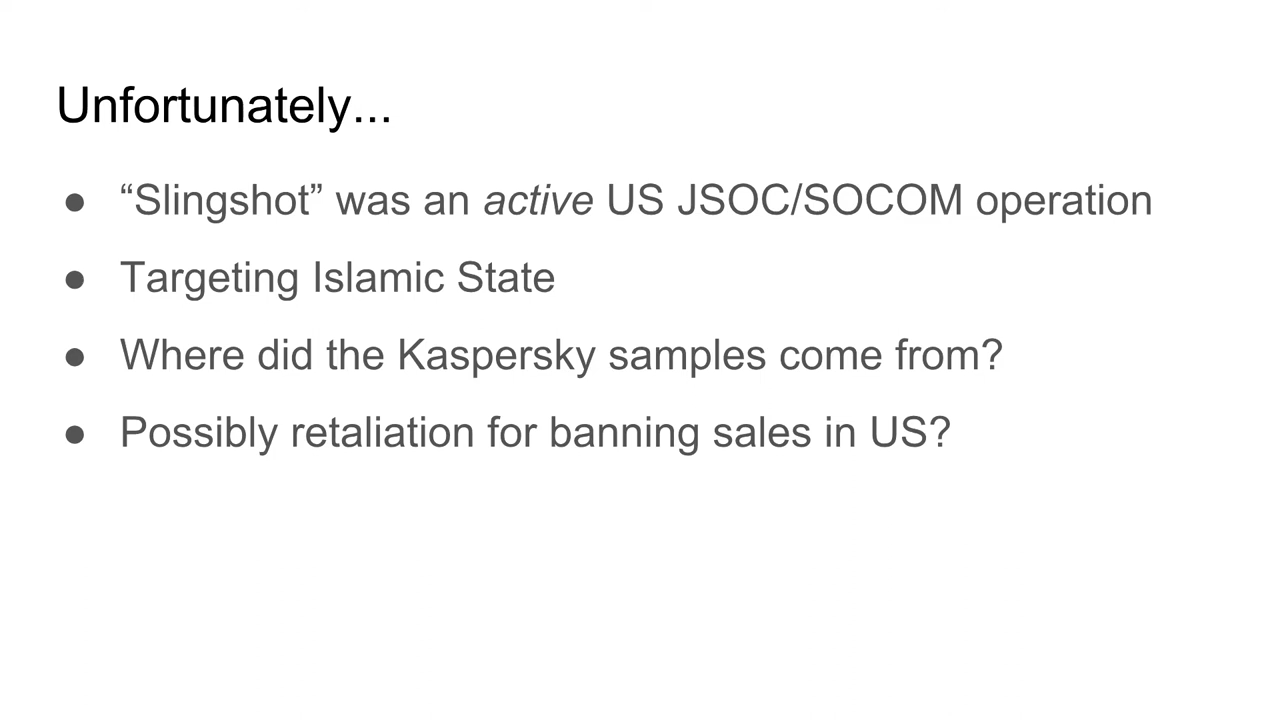 Unfortunately...
● “Slingshot” was an active US JSOC/SOCOM operation
● Targeting Islamic State
● Where did the Kaspersky samples come from?
● Possibly retaliation for banning sales in US?